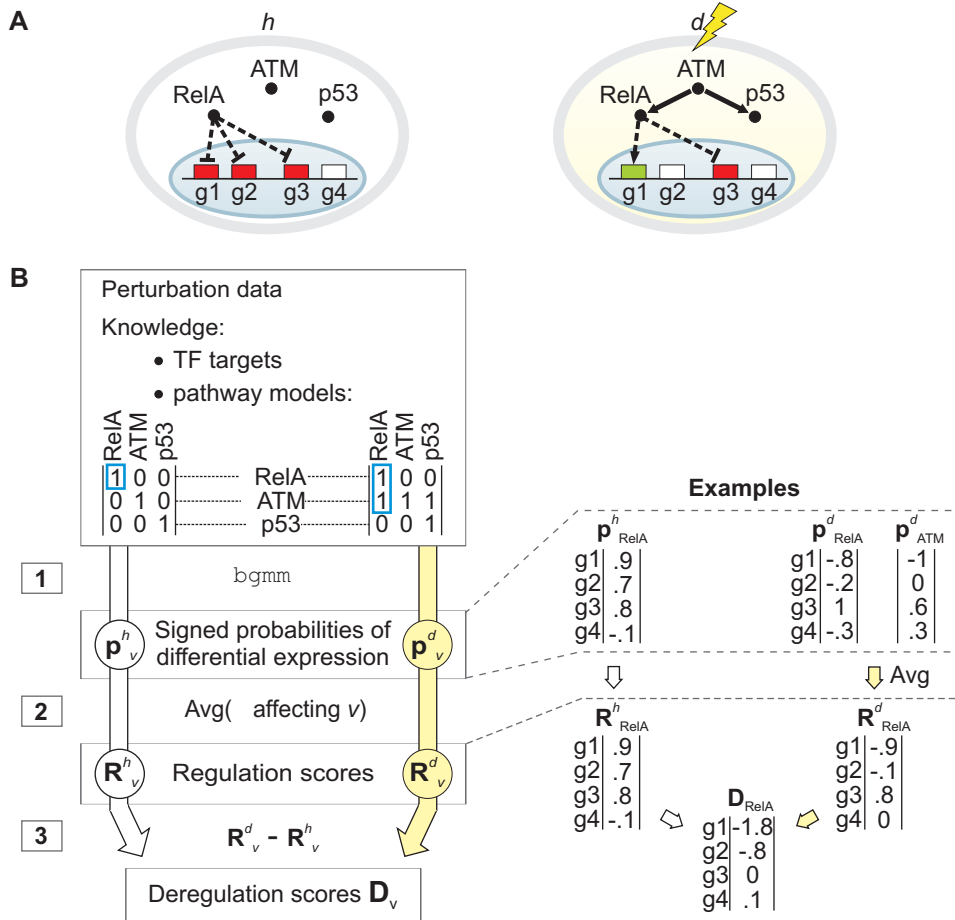 A
h
ATM
RelA
p53
g1 g2 g3 g4
d
ATM
RelA
p53
g1 g2 g3 g4
B
Perturbation data
Knowledge:
• TF targets
• pathway models:
RelA ATM p53
RelA ATM p53
1 0 0 RelA 1 0 0
0 1 0 ATM 1 1 1
0 0 1 p53 0 0 1
1
bgmm
p^h_v
Signed probabilities of
differential expression
p^d_v
2
Avg( affecting v)
R^h_v
Regulation scores
R^d_v
3
R^d_v - R^h_v
Deregulation scores D_v
Examples
p^h_RelA
g1 .9
g2 .7
g3 .8
g4 -.1
p^d_RelA p^d_ATM
g1 -.8 -1
g2 -.2 0
g3 1 .6
g4 -.3 .3
Avg
R^h_RelA
g1 .9
g2 .7
g3 .8
g4 -.1
R^d_RelA
g1 -.9
g2 -.1
g3 .8
g4 0
D_RelA
g1 -1.8
g2 -.8
g3 0
g4 .1